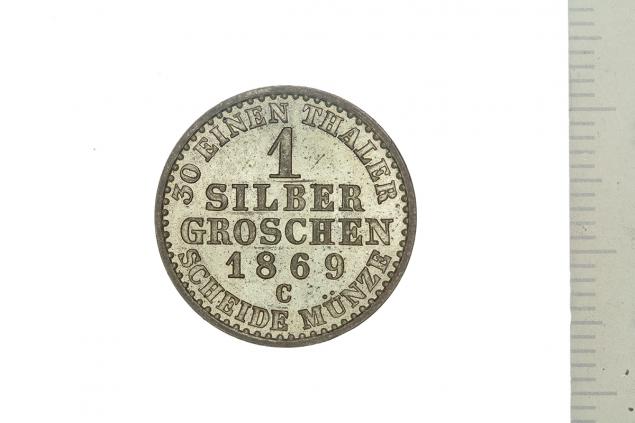 30 EINEN THALER
1
SILBER
GROSCHEN
1869
C
SCHEIDE MÜNZE